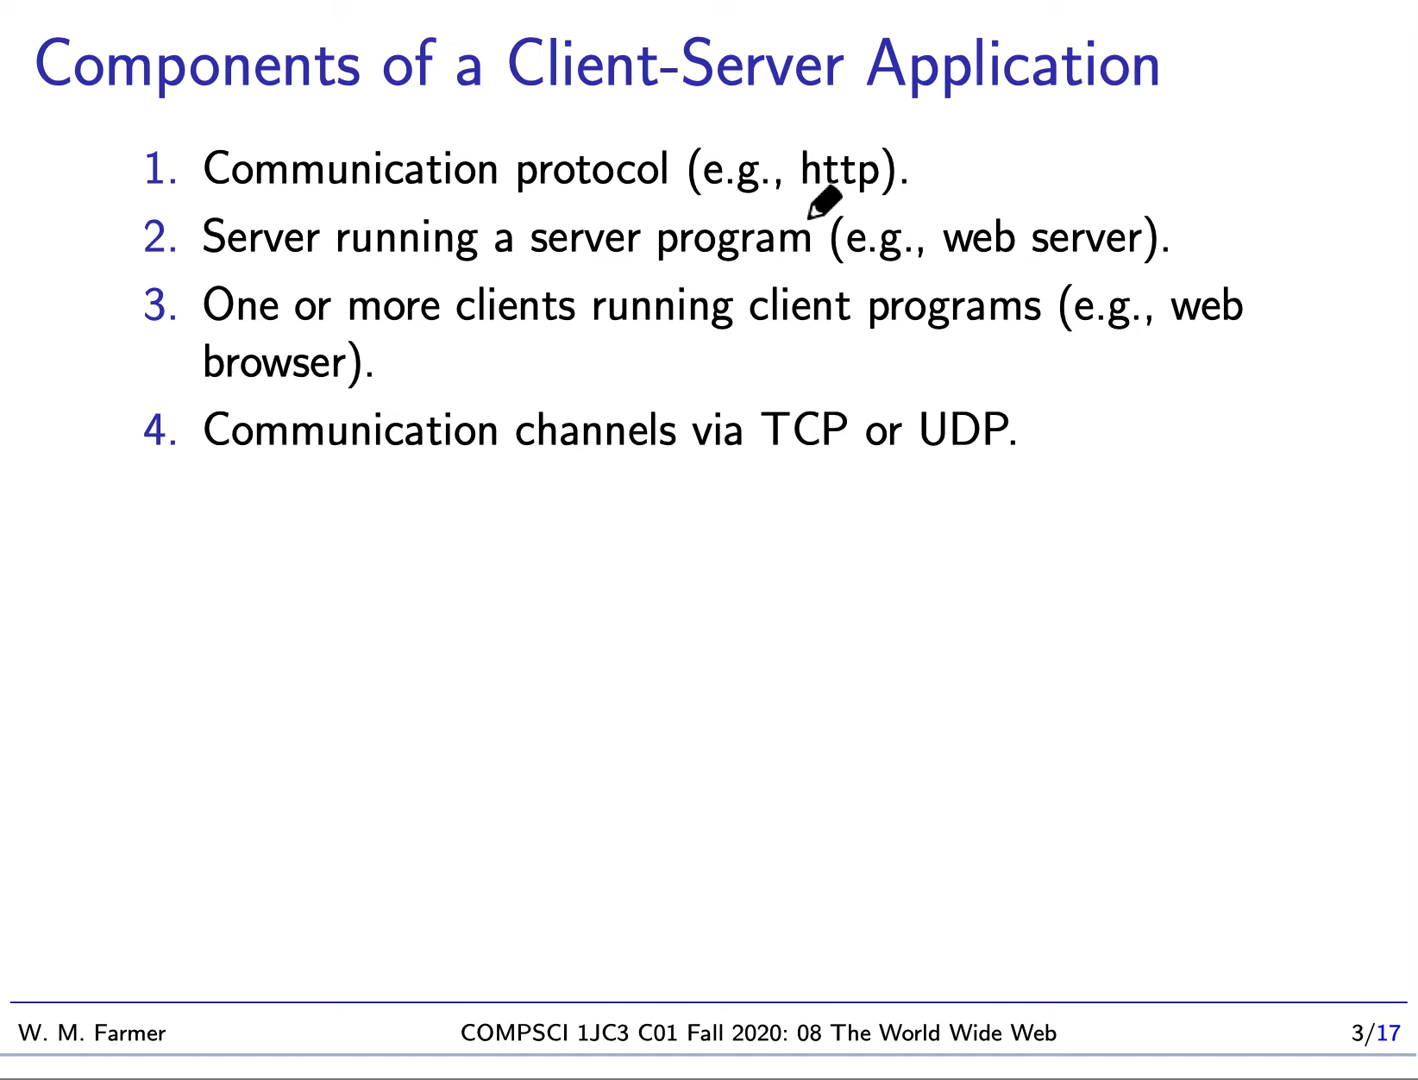 Components of a Client-Server Application
1. Communication protocol (e.g., http).
2. Server running a server program (e.g., web server).
3. One or more clients running client programs (e.g., web
browser).
4. Communication channels via TCP or UDP.
W. M. Farmer COMPSCI 1JC3 C01 Fall 2020: 08 The World Wide Web 3/17